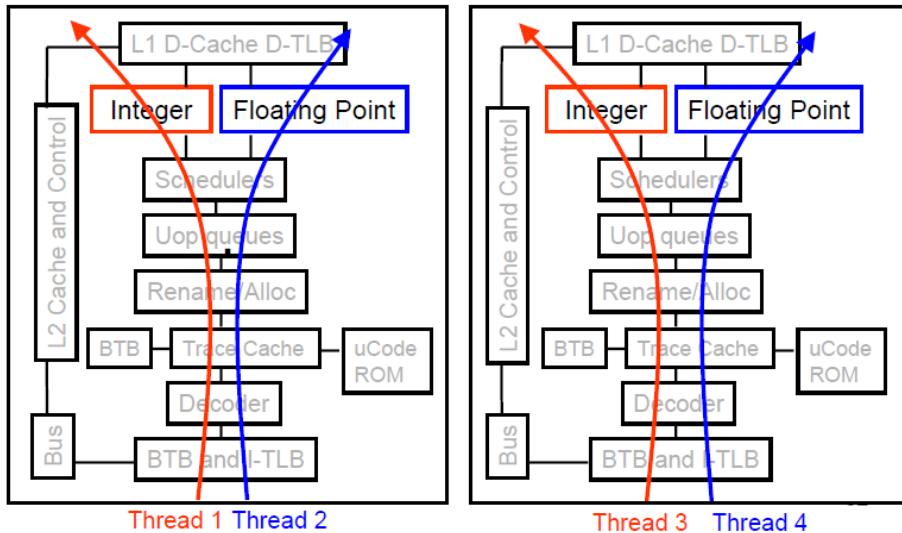 L1 D-Cache D-TLB
Integer
Floating Point
L2 Cache and Control
Schedulers
Uop queues
Rename/Alloc
BTB
Trace Cache
uCode
ROM
Decoder
Bus
BTB and I-TLB
Thread 1
Thread 2
L1 D-Cache D-TLB
Integer
Floating Point
L2 Cache and Control
Schedulers
Uop queues
Rename/Alloc
BTB
Trace Cache
uCode
ROM
Decoder
Bus
BTB and I-TLB
Thread 3
Thread 4